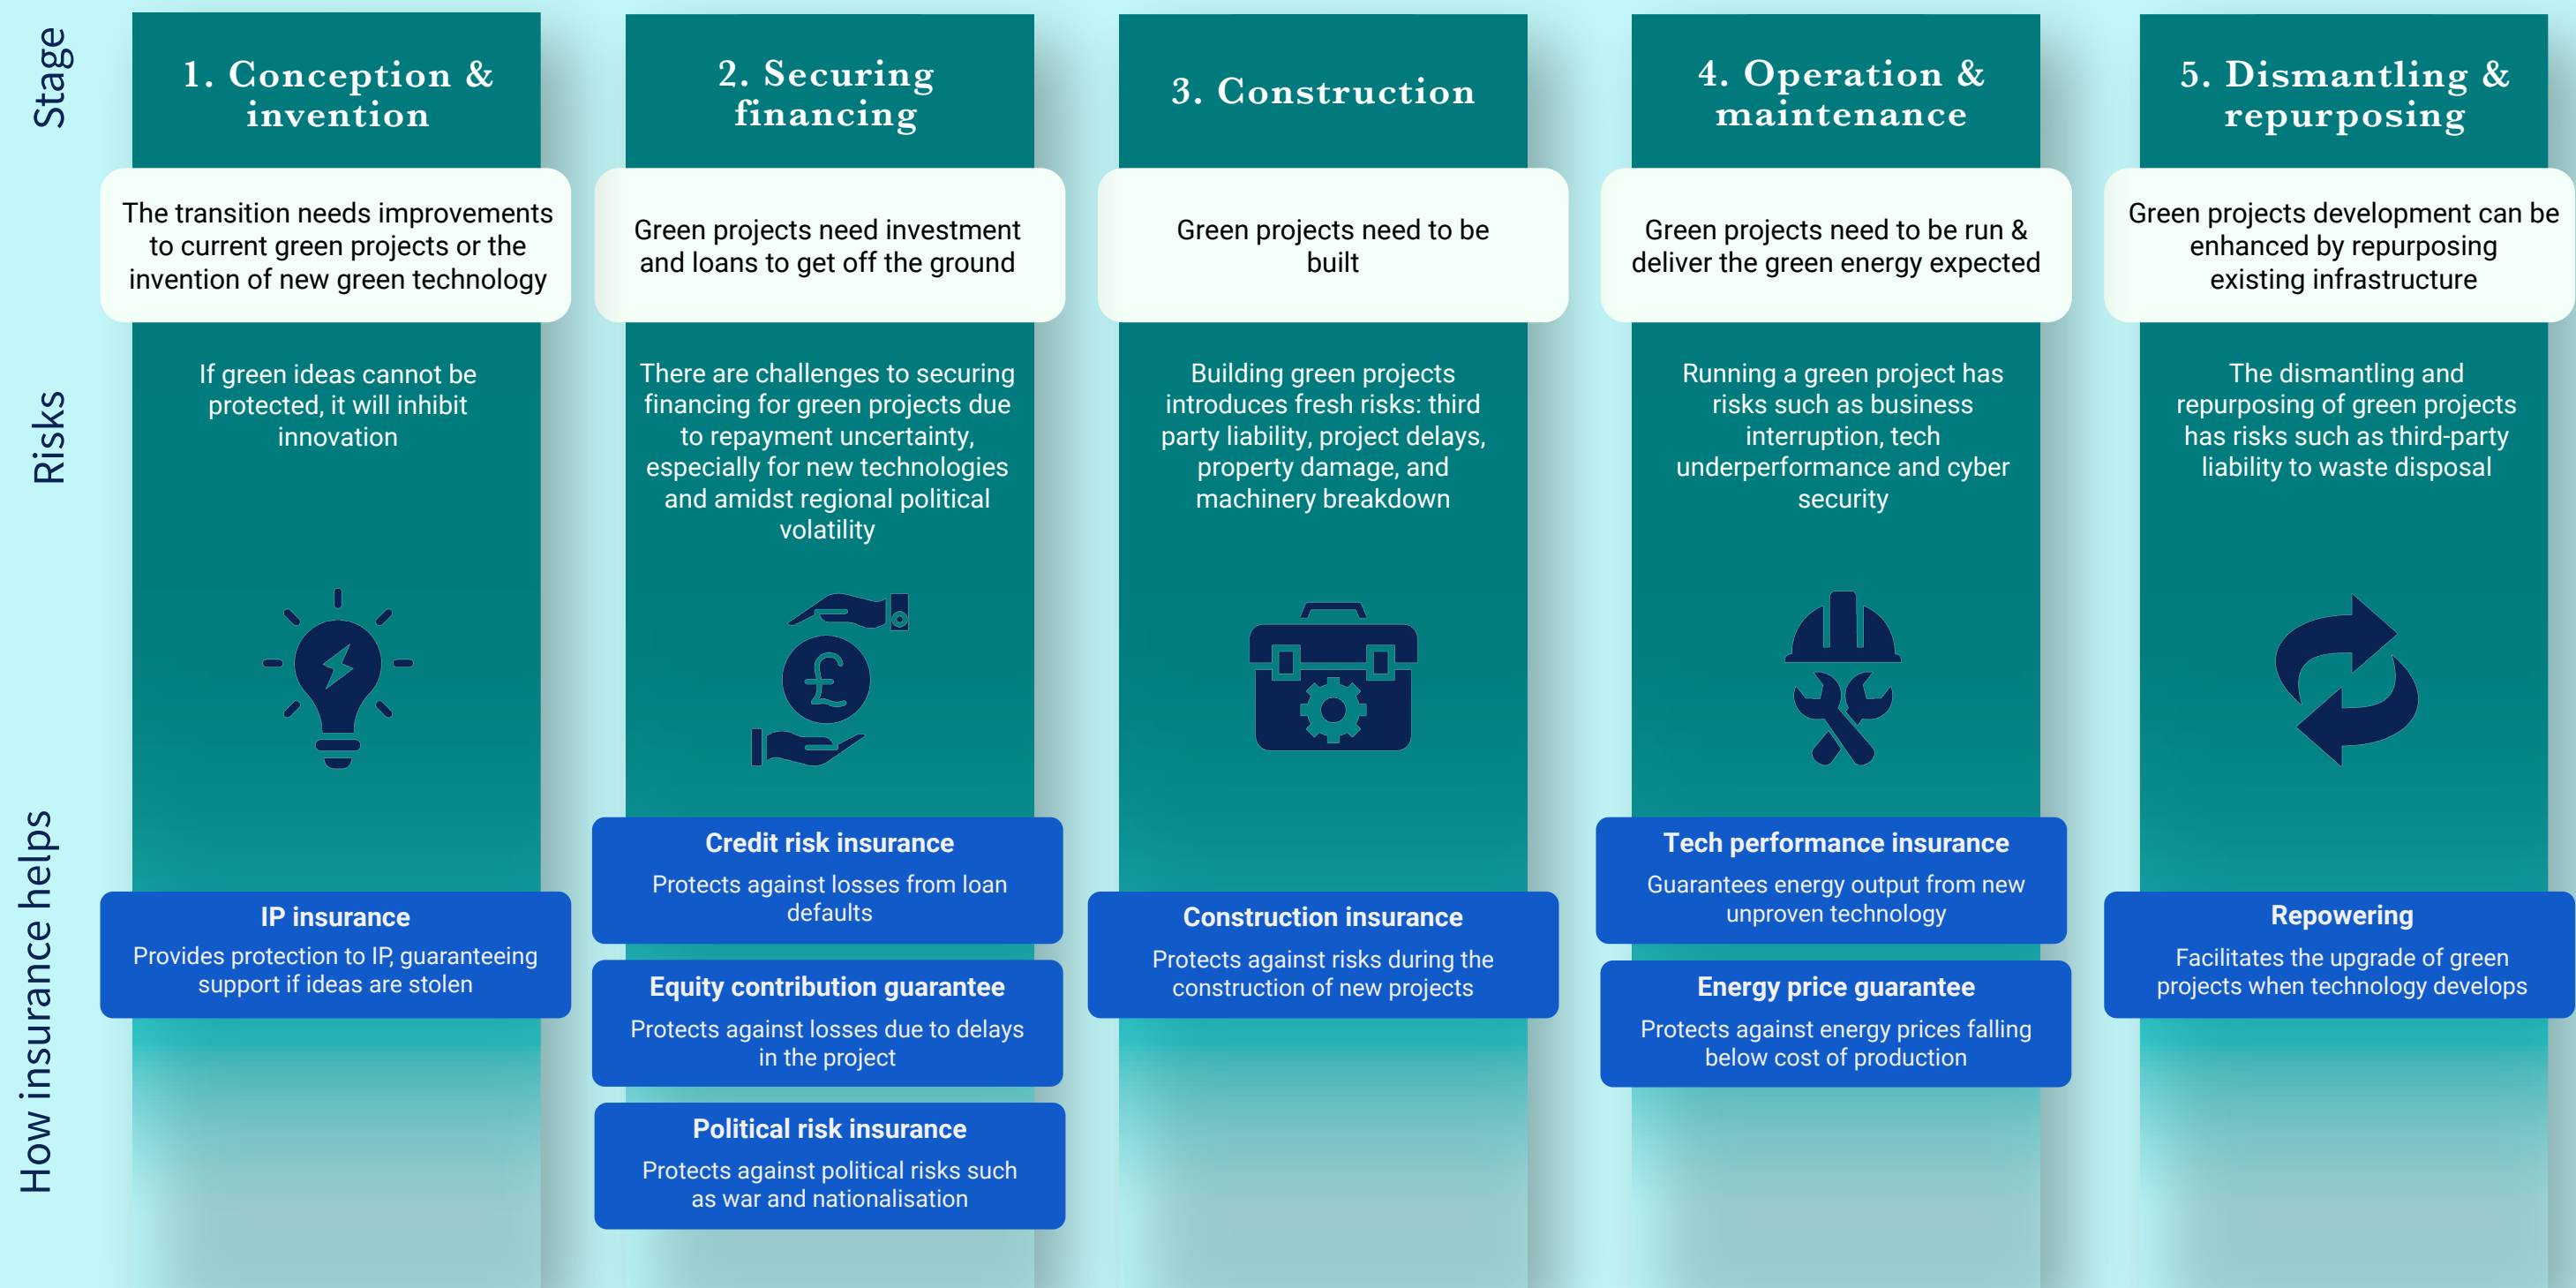 Stage
1. Conception &
invention
2. Securing
financing
3. Construction
4. Operation &
maintenance
5. Dismantling &
repurposing
The transition needs improvements
to current green projects or the
invention of new green technology
Green projects need investment
and loans to get off the ground
Green projects need to be
built
Green projects need to be run &
deliver the green energy expected
Green projects development can be
enhanced by repurposing
existing infrastructure
Risks
If green ideas cannot be
protected, it will inhibit
innovation
There are challenges to securing
financing for green projects due
to repayment uncertainty,
especially for new technologies
and amidst regional political
volatility
Building green projects
introduces fresh risks: third
party liability, project delays,
property damage, and
machinery breakdown
Running a green project has
risks such as business
interruption, tech
underperformance and cyber
security
The dismantling and
repurposing of green projects
has risks such as third-party
liability to waste disposal
£
How insurance helps
IP insurance
Provides protection to IP, guaranteeing
support if ideas are stolen
Credit risk insurance
Protects against losses from loan
defaults
Equity contribution guarantee
Protects against losses due to delays
in the project
Political risk insurance
Protects against political risks such
as war and nationalisation
Construction insurance
Protects against risks during the
construction of new projects
Tech performance insurance
Guarantees energy output from new
unproven technology
Energy price guarantee
Protects against energy prices falling
below cost of production
Repowering
Facilitates the upgrade of green
projects when technology develops